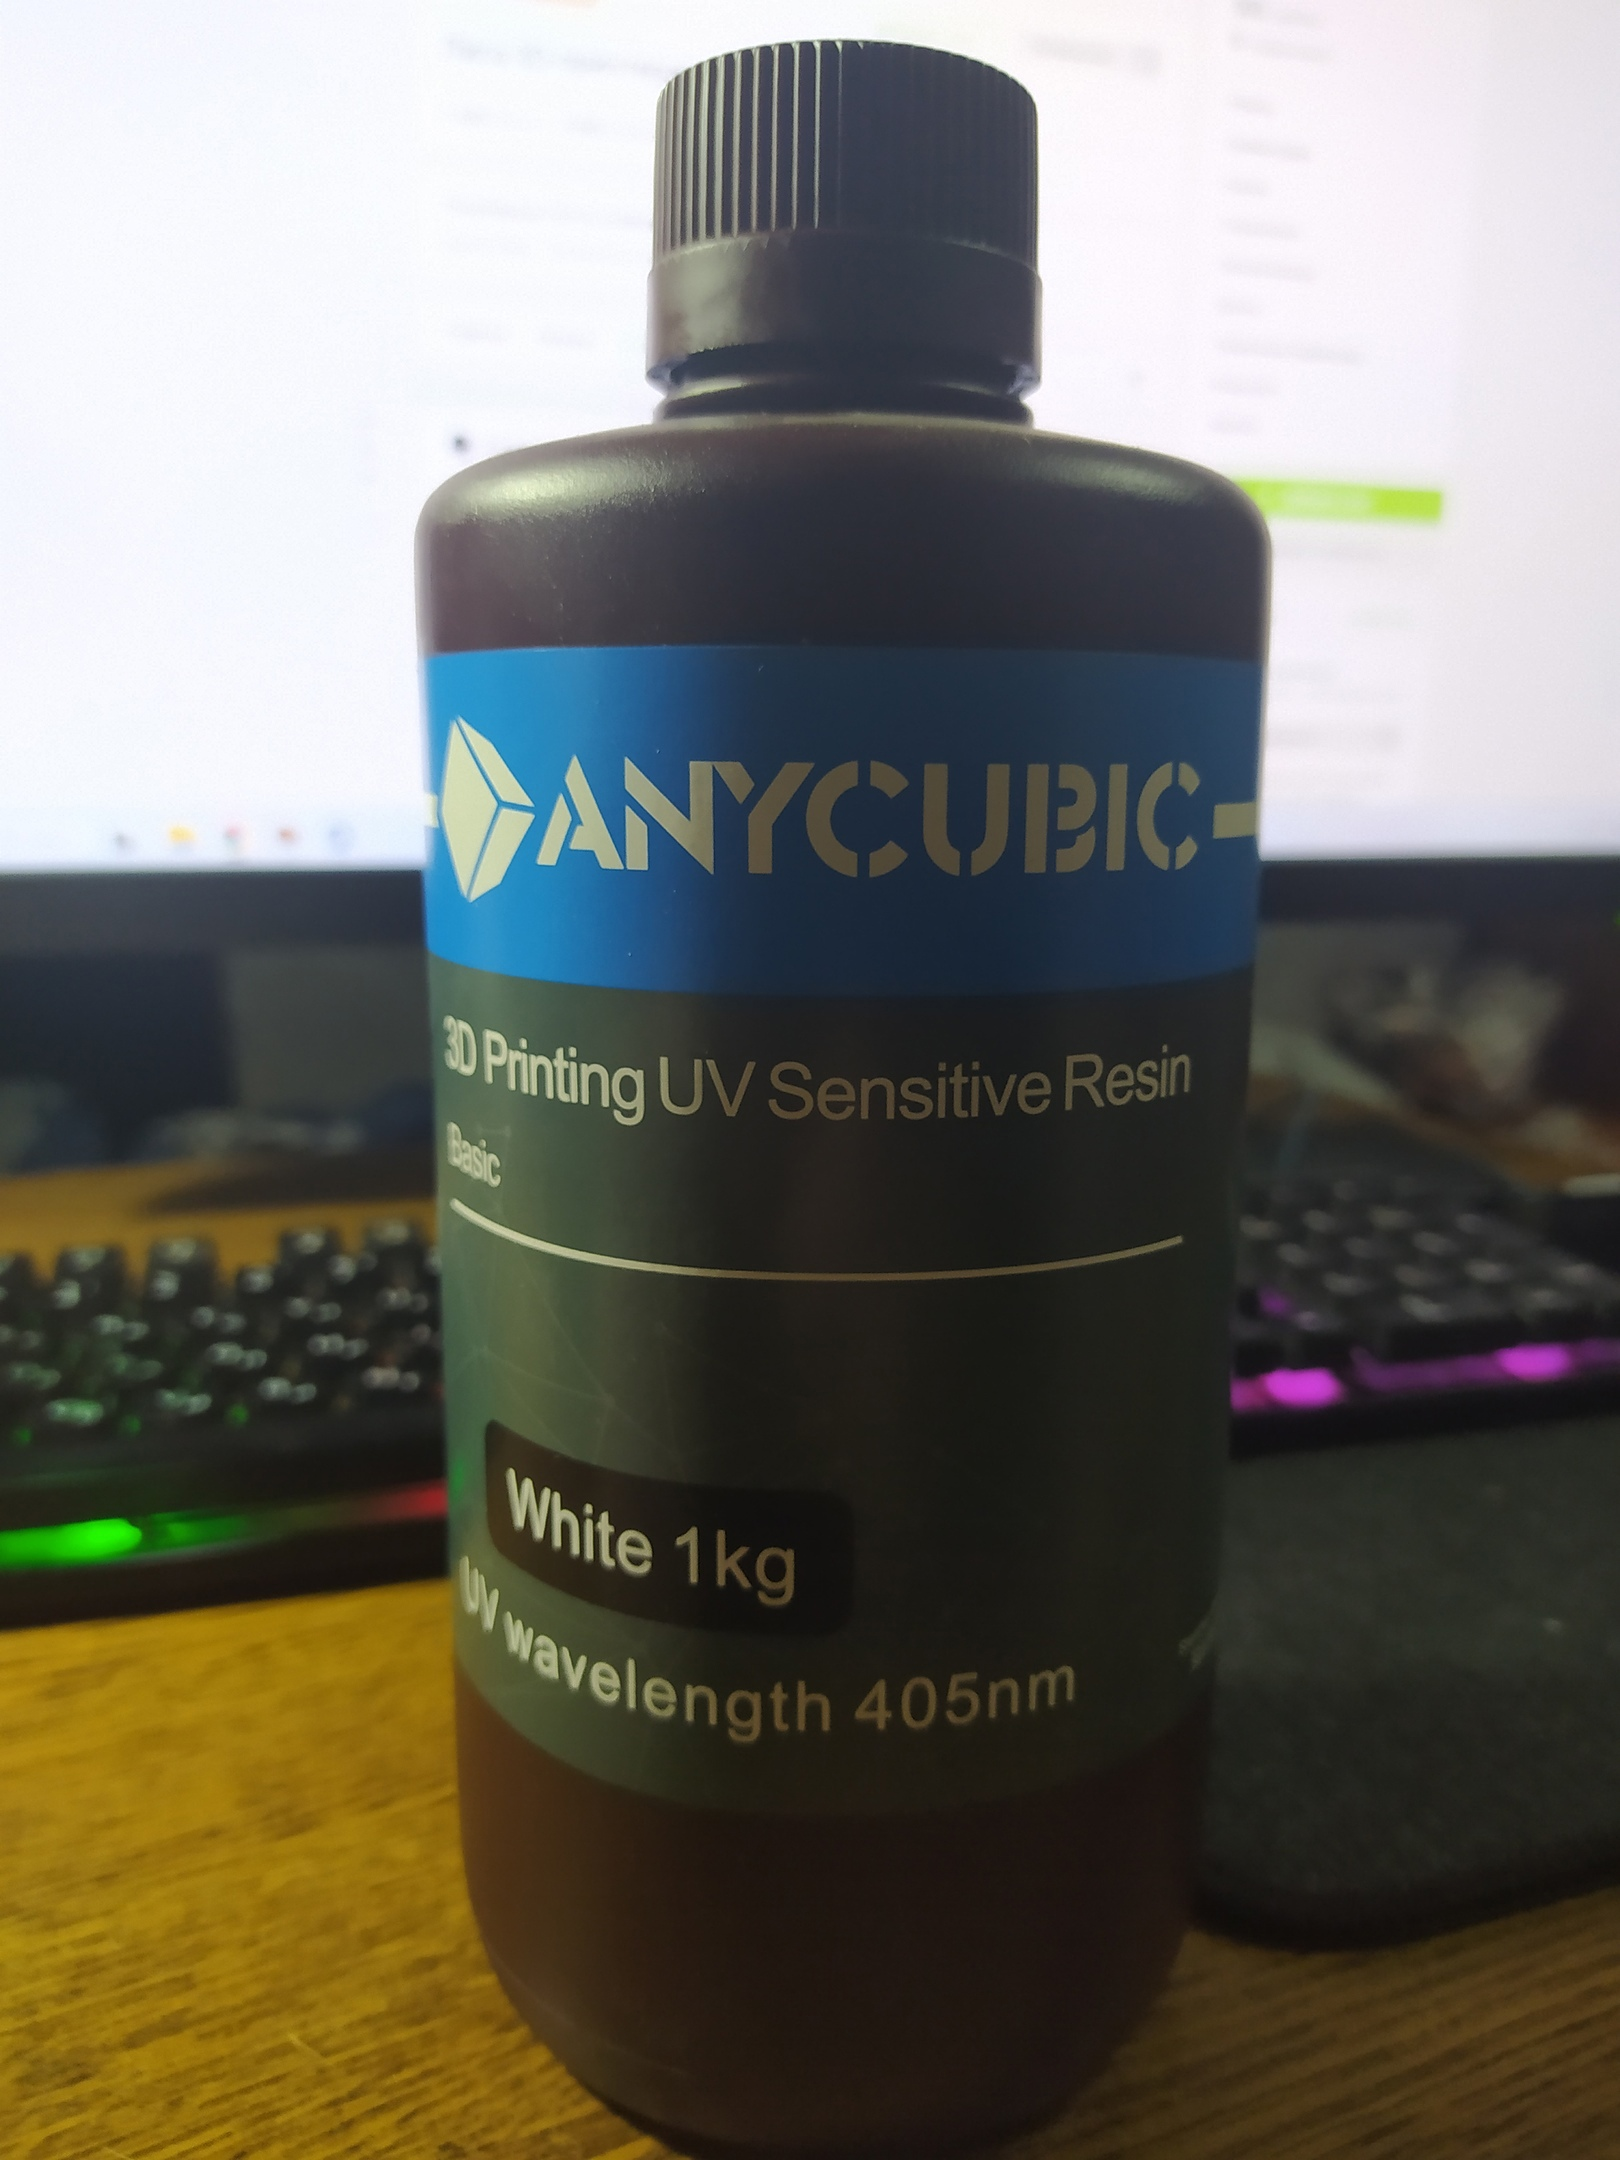 ANYCUBIC
3D Printing UV Sensitive Resin
Basic
White 1kg
UV wavelength 405nm